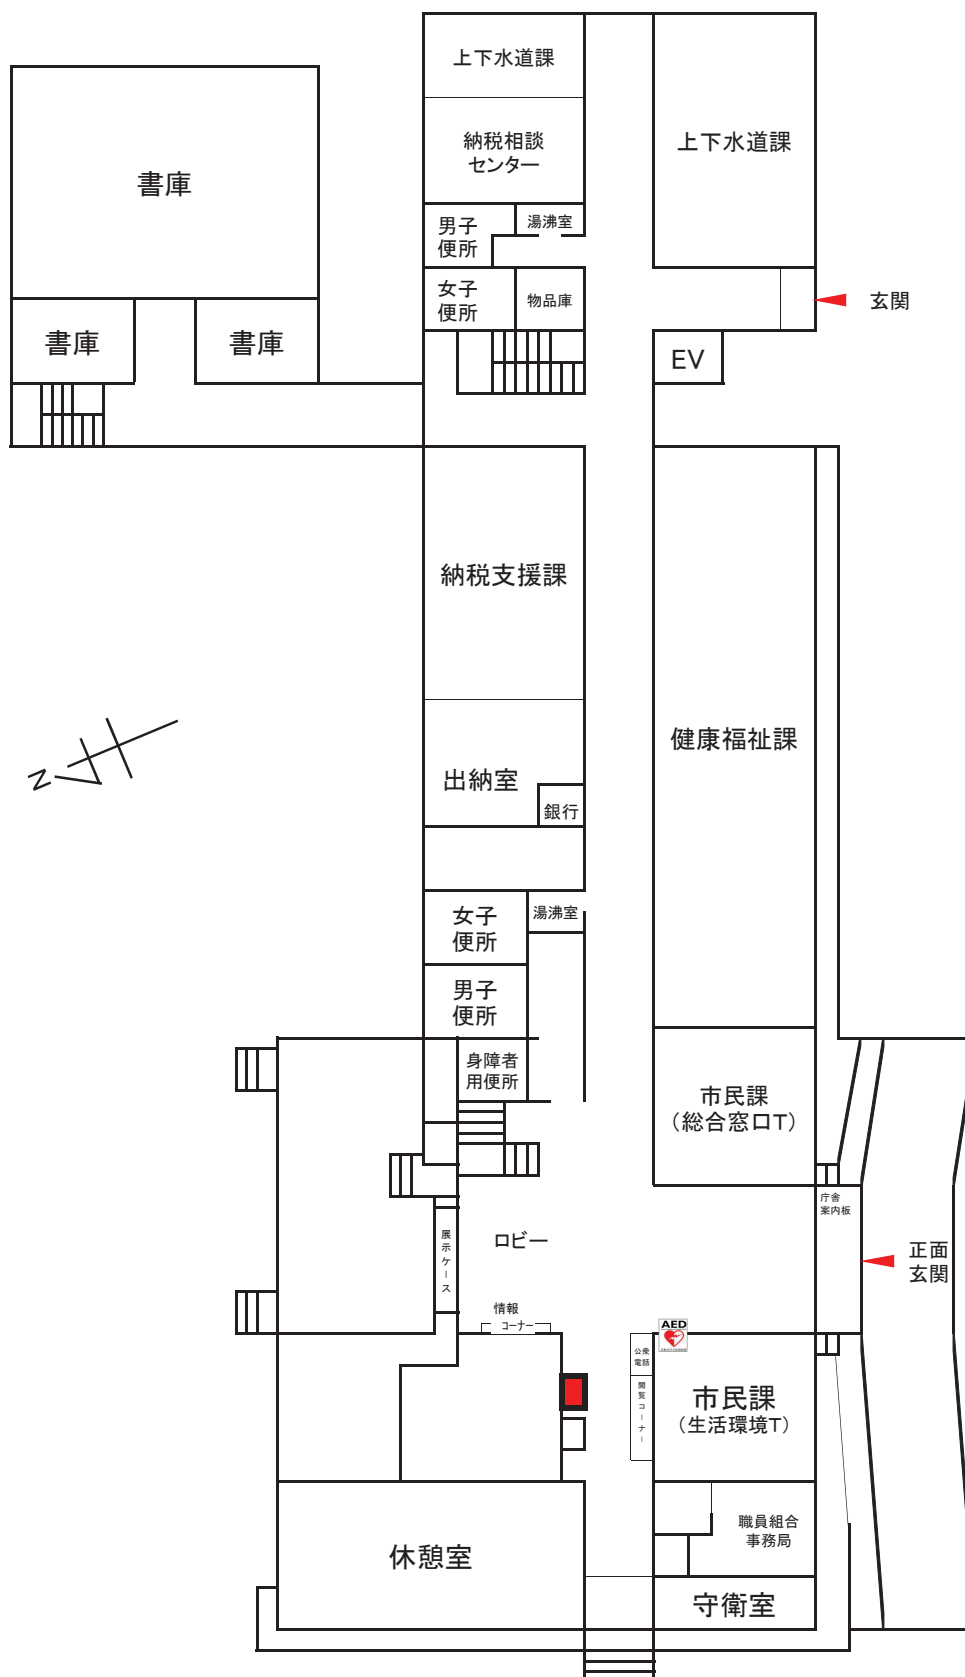 上下水道課
納税相談
センター
上下水道課
書庫
男子
便所
湯沸室
女子
便所
物品庫
玄関
書庫
書庫
EV
納税支援課
健康福祉課
N
出納室
銀行
女子
便所
湯沸室
男子
便所
身障者
用便所
市民課
（総合窓口T）
庁舎
案内板
展示ケース
ロビー
正面
玄関
情報
コーナー
AED
公衆
電話
閲覧コーナー
市民課
（生活環境T）
職員組合
事務局
休憩室
守衛室